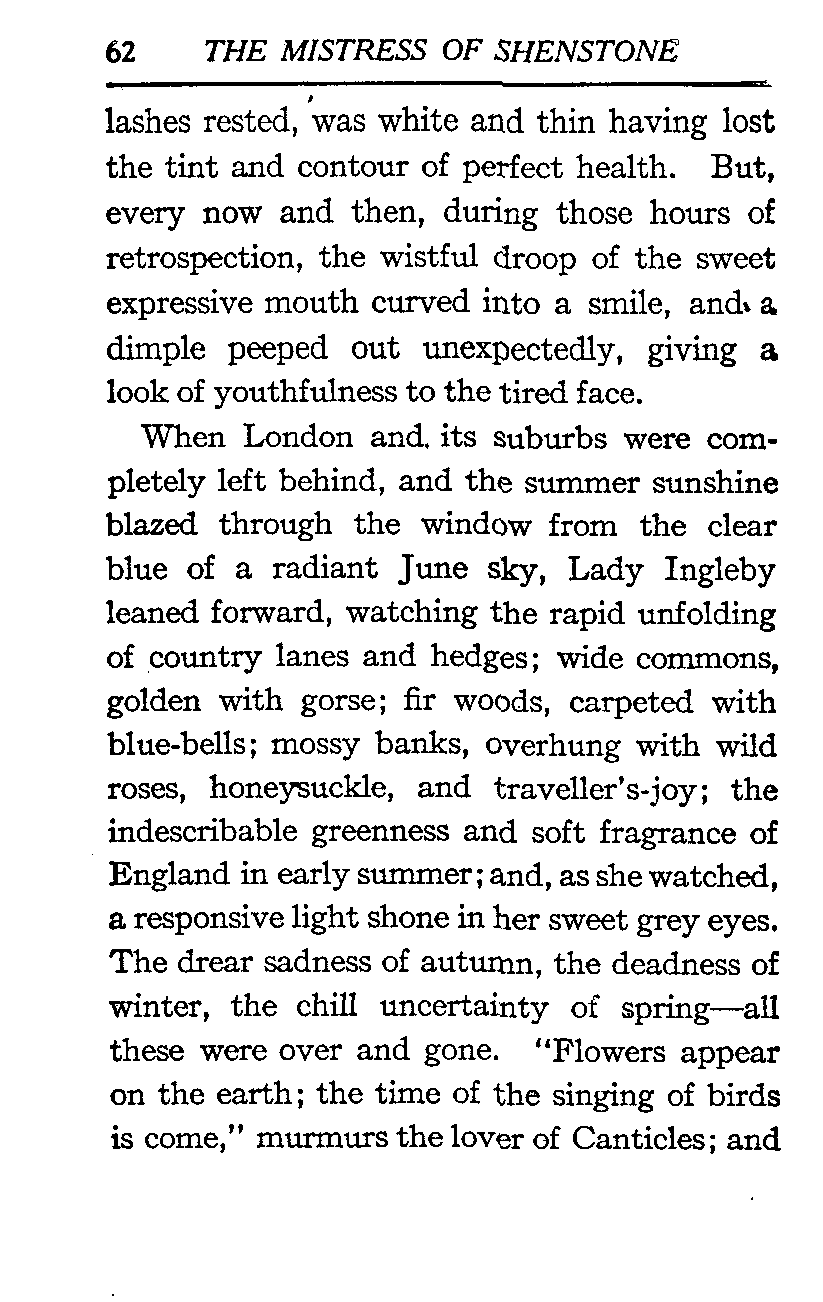 62 THE MISTRESS OF SHENSTONE
lashes rested, was white and thin having lost
the tint and contour of perfect health. But,
every now and then, during those hours of
retrospection, the wistful droop of the sweet
expressive mouth curved into a smile, and a
dimple peeped out unexpectedly, giving a
look of youthfulness to the tired face.
When London and its suburbs were com-
pletely left behind, and the summer sunshine
blazed through the window from the clear
blue of a radiant June sky, Lady Ingleby
leaned forward, watching the rapid unfolding
of country lanes and hedges; wide commons,
golden with gorse; fir woods, carpeted with
blue-bells; mossy banks, overhung with wild
roses, honeysuckle, and traveller's-joy; the
indescribable greenness and soft fragrance of
England in early summer; and, as she watched,
a responsive light shone in her sweet grey eyes.
The drear sadness of autumn, the deadness of
winter, the chill uncertainty of spring—all
these were over and gone. "Flowers appear
on the earth; the time of the singing of birds
is come," murmurs the lover of Canticles; and